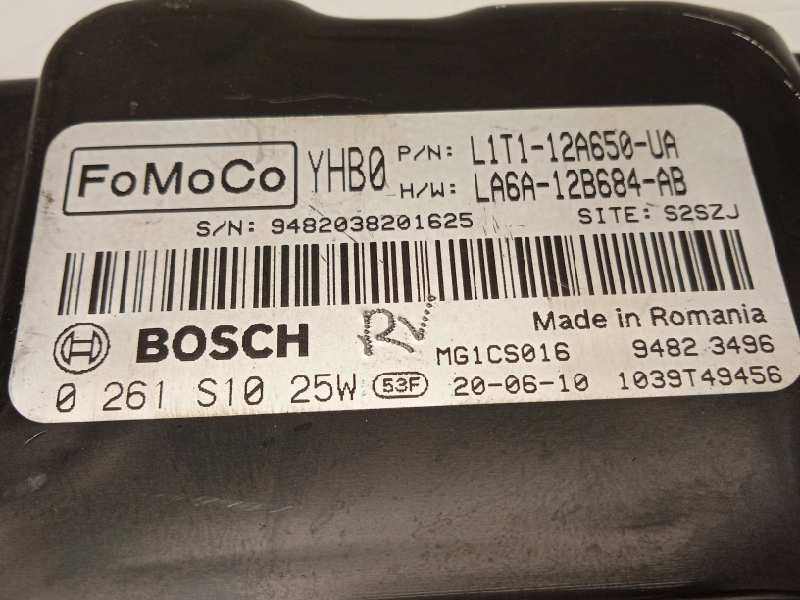 FoMoCo YHB0 P/N: L1T1-12A650-UA
H/W: LA6A-12B684-AB
S/N: 9482038201625 SITE: S2SZJ
BOSCH RV Made in Romania
MG1CS016 9482 3496
0 261 S10 25W 53F 20-06-10 1039T49456